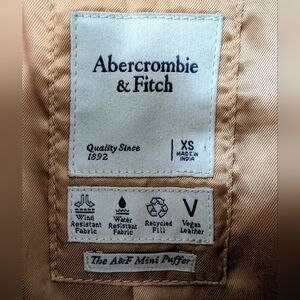 Abercrombie
& Fitch
Quality Since
1892
XS
MADE IN
INDIA
Wind
Resistant
Fabric
Water
Resistant
Fabric
Recycled
Fill
V
Vegan
Leather
The A&F Mini Puffer